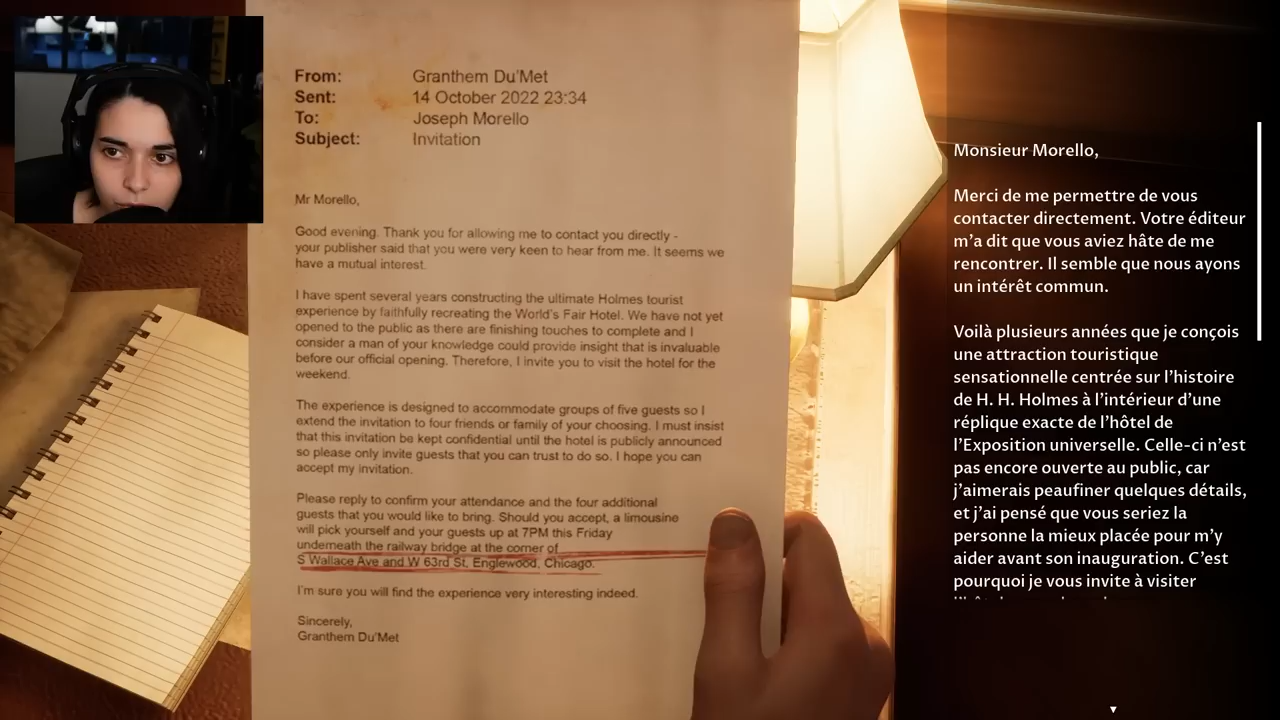 From: Granthem Du'Met
Sent: 14 October 2022 23:34
To: Joseph Morello
Subject: Invitation
Mr Morello,
Good evening. Thank you for allowing me to contact you directly -
your publisher said that you were very keen to hear from me. It seems we
have a mutual interest.
I have spent several years constructing the ultimate Holmes tourist
experience by faithfully recreating the World's Fair Hotel. We have not yet
opened to the public as there are finishing touches to complete and I
consider a man of your knowledge could provide insight that is invaluable
before our official opening. Therefore, I invite you to visit the hotel for the
weekend.
The experience is designed to accommodate groups of five guests so I
extend the invitation to four friends or family of your choosing. I must insist
that this invitation be kept confidential until the hotel is publicly announced
so please only invite guests that you can trust to do so. I hope you can
accept my invitation.
Please reply to confirm your attendance and the four additional
guests that you would like to bring. Should you accept, a limousine
will pick yourself and your guests up at 7PM this Friday
underneath the railway bridge at the corner of
S Wallace Ave and W 63rd St, Englewood, Chicago.
I'm sure you will find the experience very interesting indeed.
Sincerely,
Granthem Du'Met
Monsieur Morello,
Merci de me permettre de vous
contacter directement. Votre éditeur
m'a dit que vous aviez hâte de me
rencontrer. Il semble que nous ayons
un intérêt commun.
Voilà plusieurs années que je conçois
une attraction touristique
sensationnelle centrée sur l'histoire
de H. H. Holmes à l'intérieur d'une
réplique exacte de l'hôtel de
l'Exposition universelle. Celle-ci n'est
pas encore ouverte au public, car
j'aimerais peaufiner quelques détails,
et j'ai pensé que vous seriez la
personne la mieux placée pour m'y
aider avant son inauguration. C'est
pourquoi je vous invite à visiter